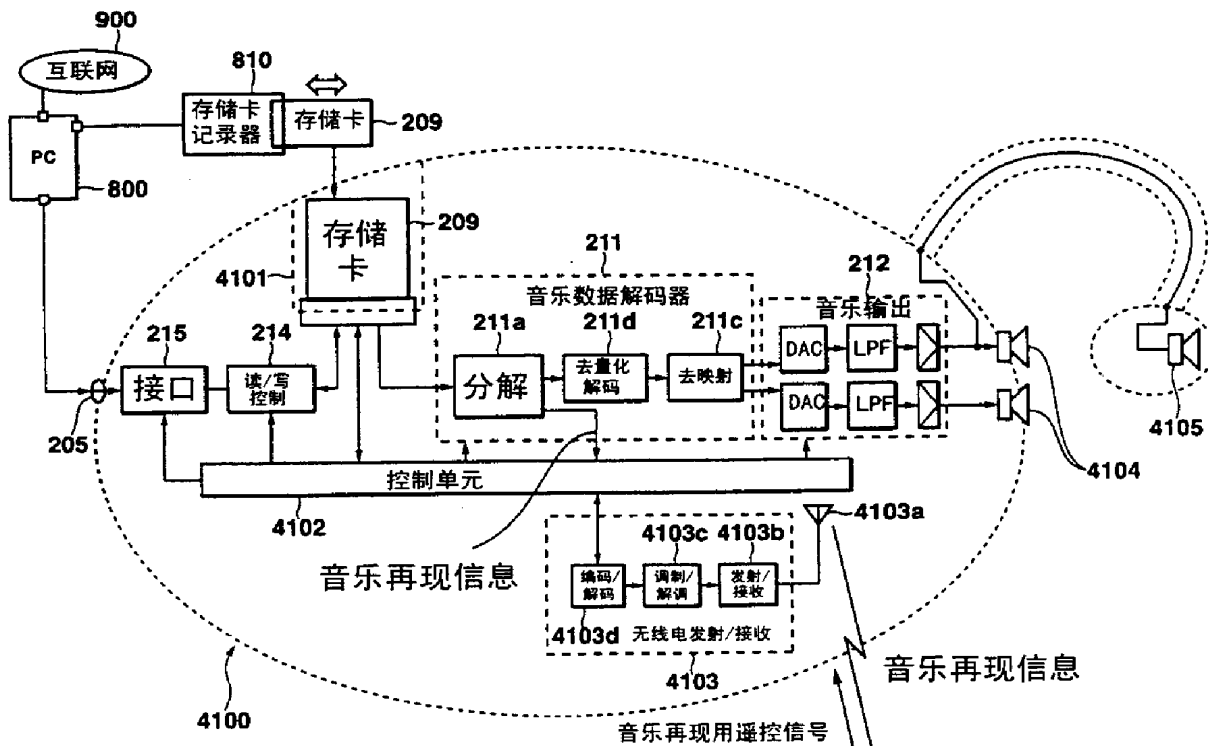 900
互联网
810
存储卡
记录器
存储卡
209
PC
800
存储
卡
209
4101
211
音乐数据解码器
212
音乐输出
215
接口
214
读/写
控制
211a
分解
211d
去量化
解码
211c
去映射
DAC
LPF
DAC
LPF
205
4105
4104
控制单元
4102
4103a
音乐再现信息
4103c
4103b
编码/
解码
调制/
解调
发射/
接收
4103d
无线电发射/接收
4103
音乐再现信息
4100
音乐再现用遥控信号